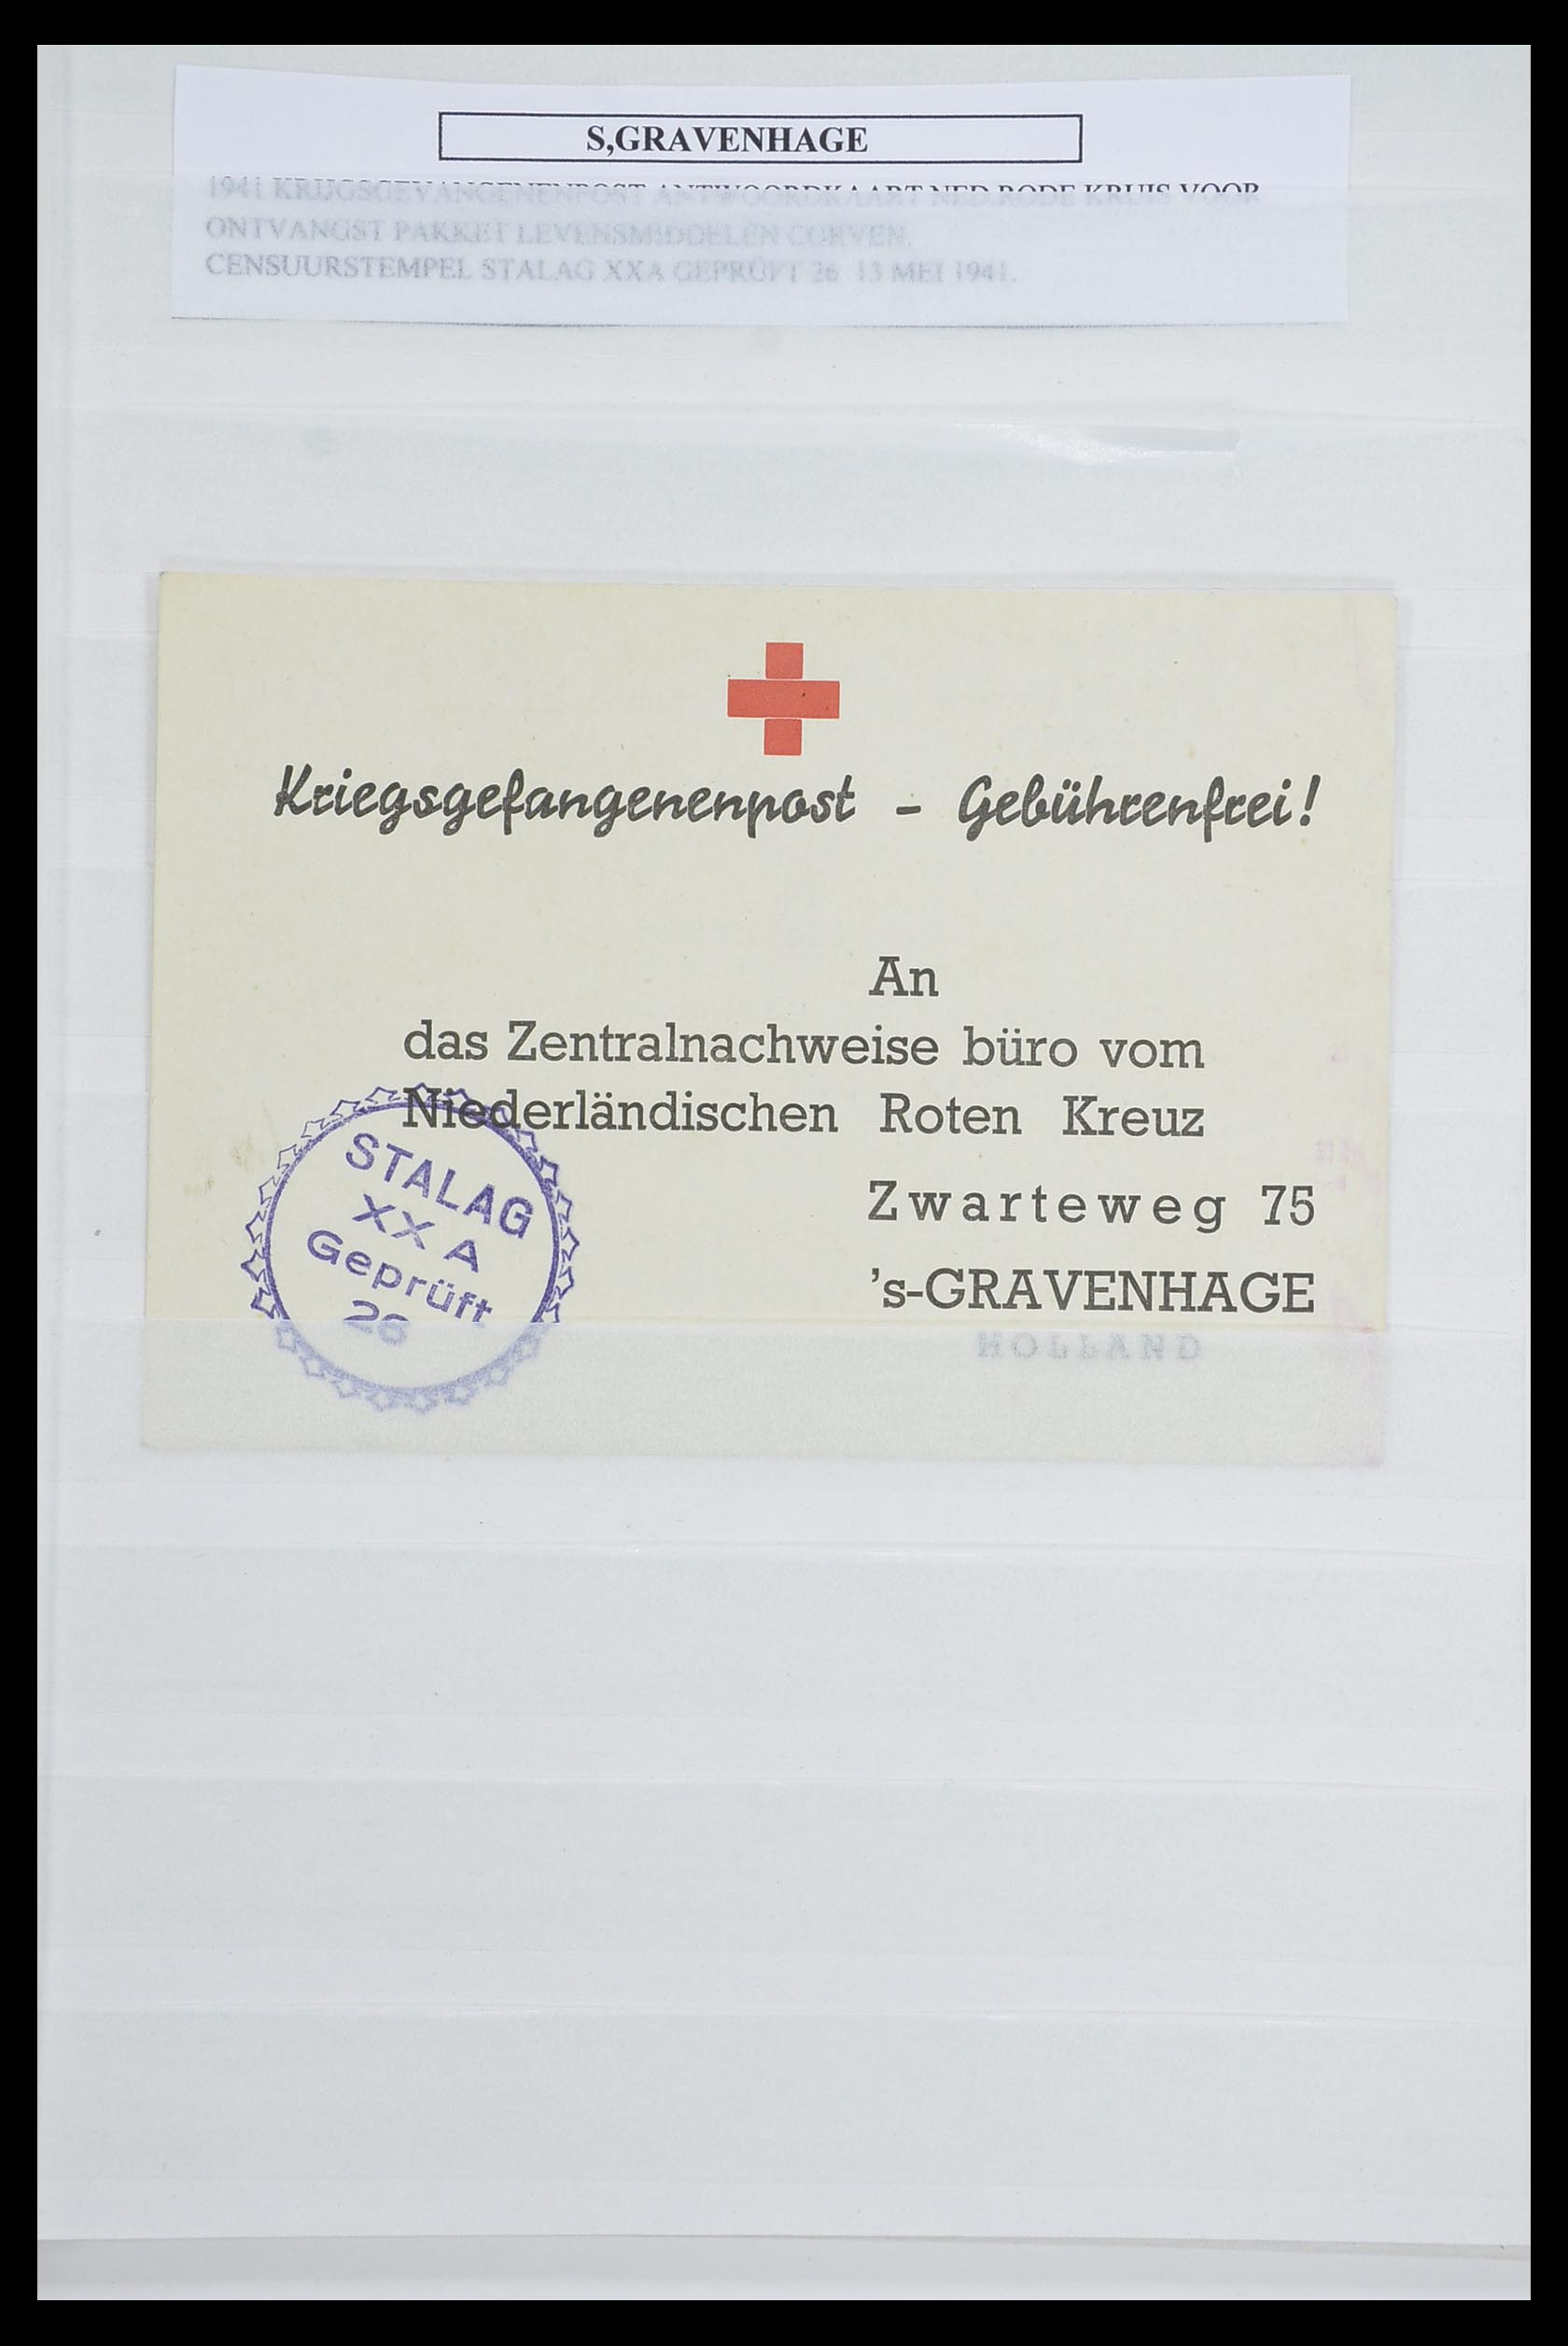 S,GRAVENHAGE
1941 KRIJGSGEVANGENENPOST ANTWOORDKAART NED.RODE KRUIS VOOR
ONTVANGST PAKKET LEVENSMIDDELEN
CENSUURSTEMPEL STALAG XXA GEPRÜFT 26 13 MEI 1941.
Kriegsgefangenenpost – Gebührenfrei!
An
das Zentralnachweise büro vom
Niederländischen Roten Kreuz
Zwarteweg 75
's-GRAVENHAGE
HOLLAND
STALAG
XX A
Geprüft
26